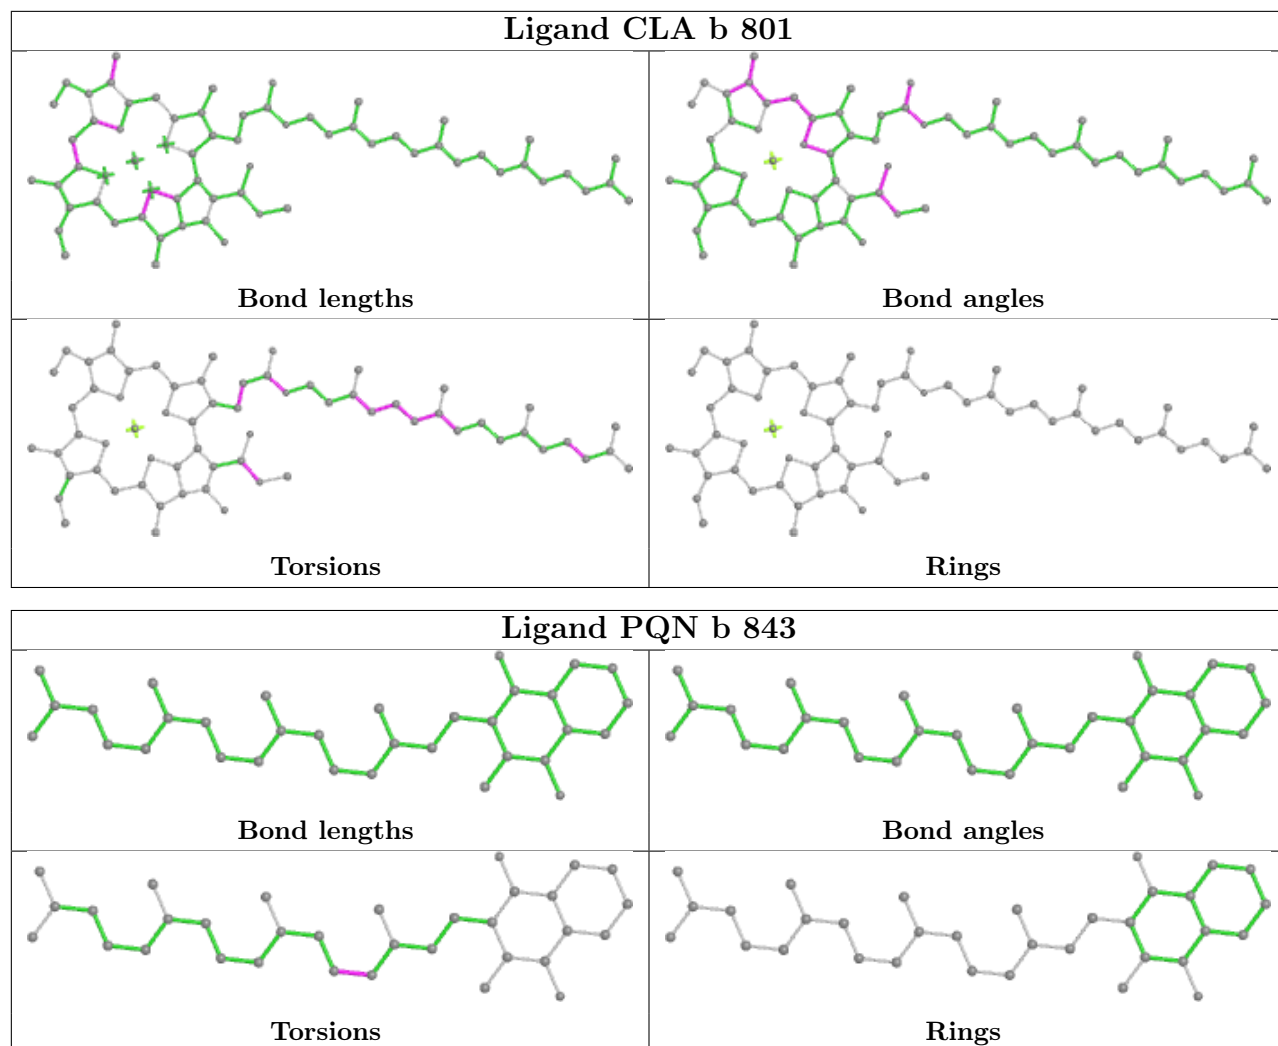 Ligand CLA b 801
Bond lengths
Bond angles
Torsions
Rings
Ligand PQN b 843
Bond lengths
Bond angles
Torsions
Rings